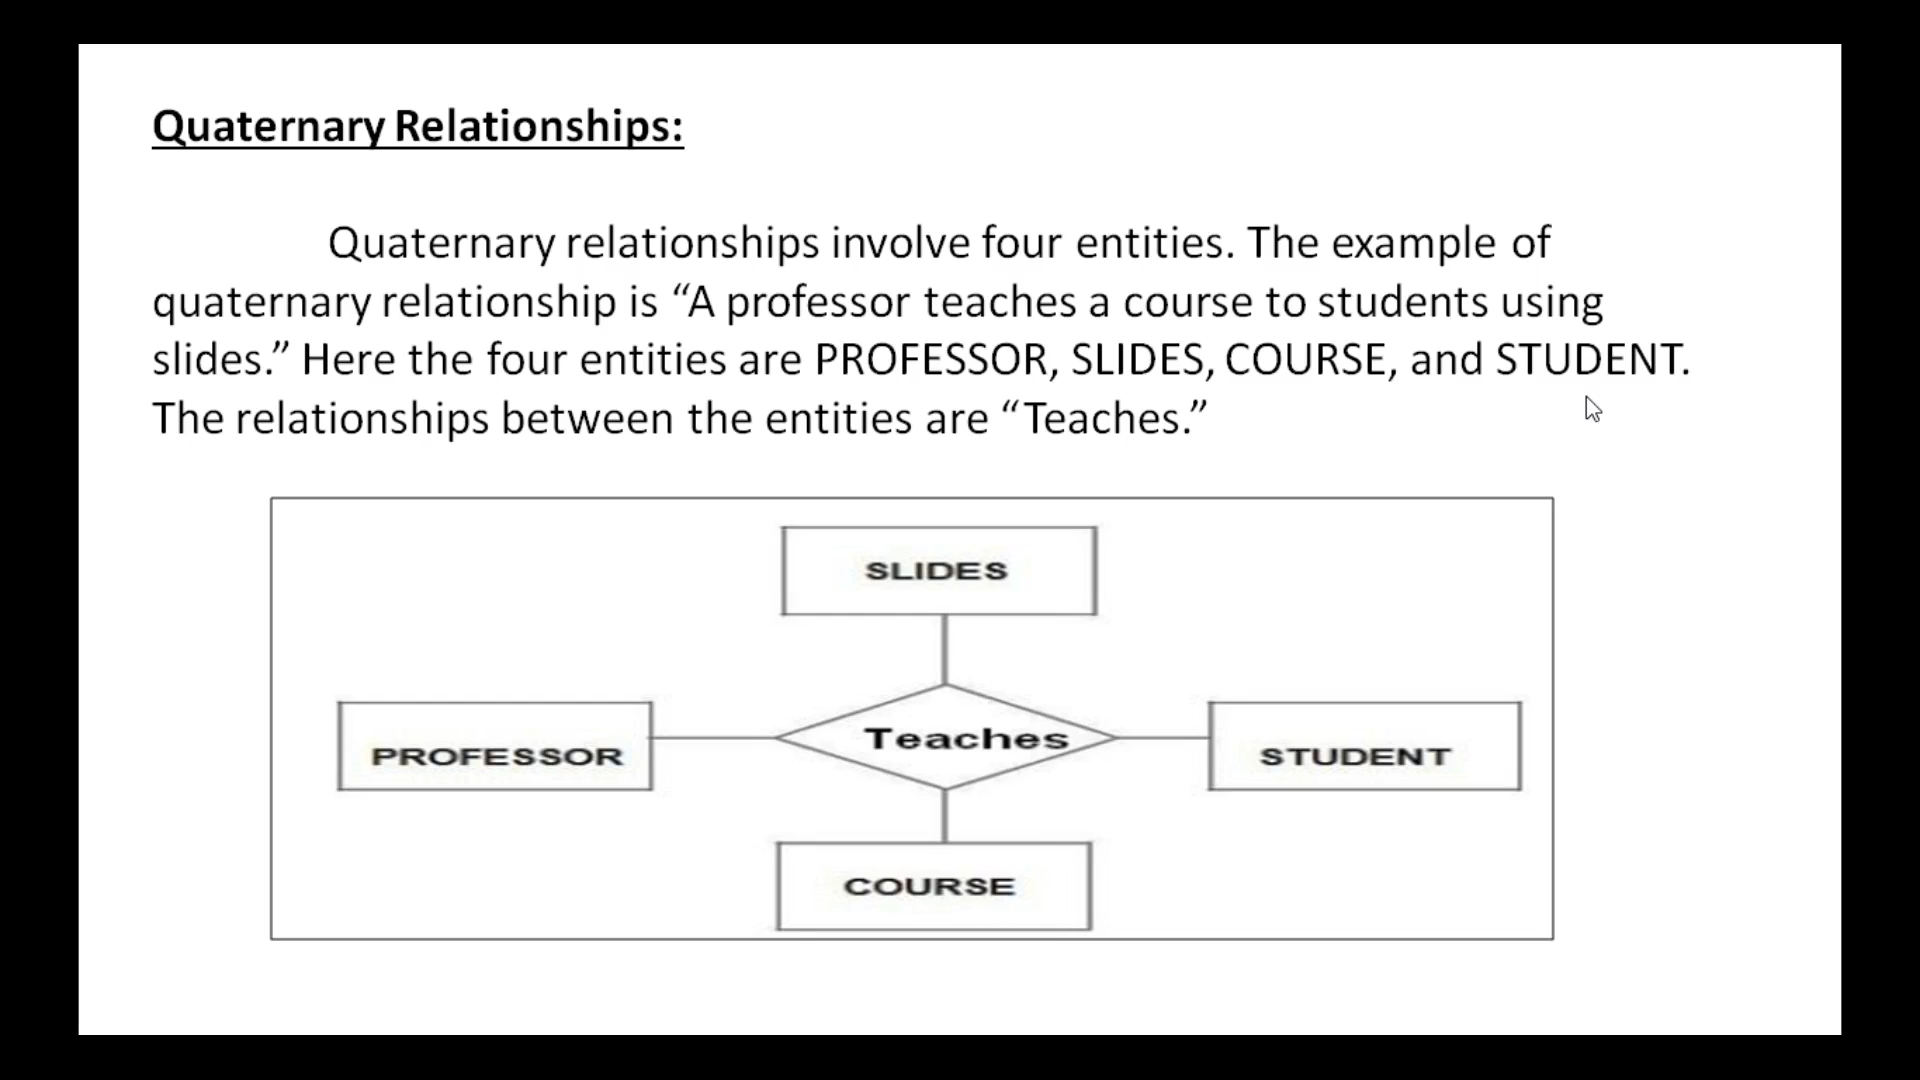 Quaternary Relationships:
Quaternary relationships involve four entities. The example of
quaternary relationship is “A professor teaches a course to students using
slides.” Here the four entities are PROFESSOR, SLIDES, COURSE, and STUDENT.
The relationships between the entities are “Teaches.”
SLIDES
PROFESSOR
Teaches
STUDENT
COURSE